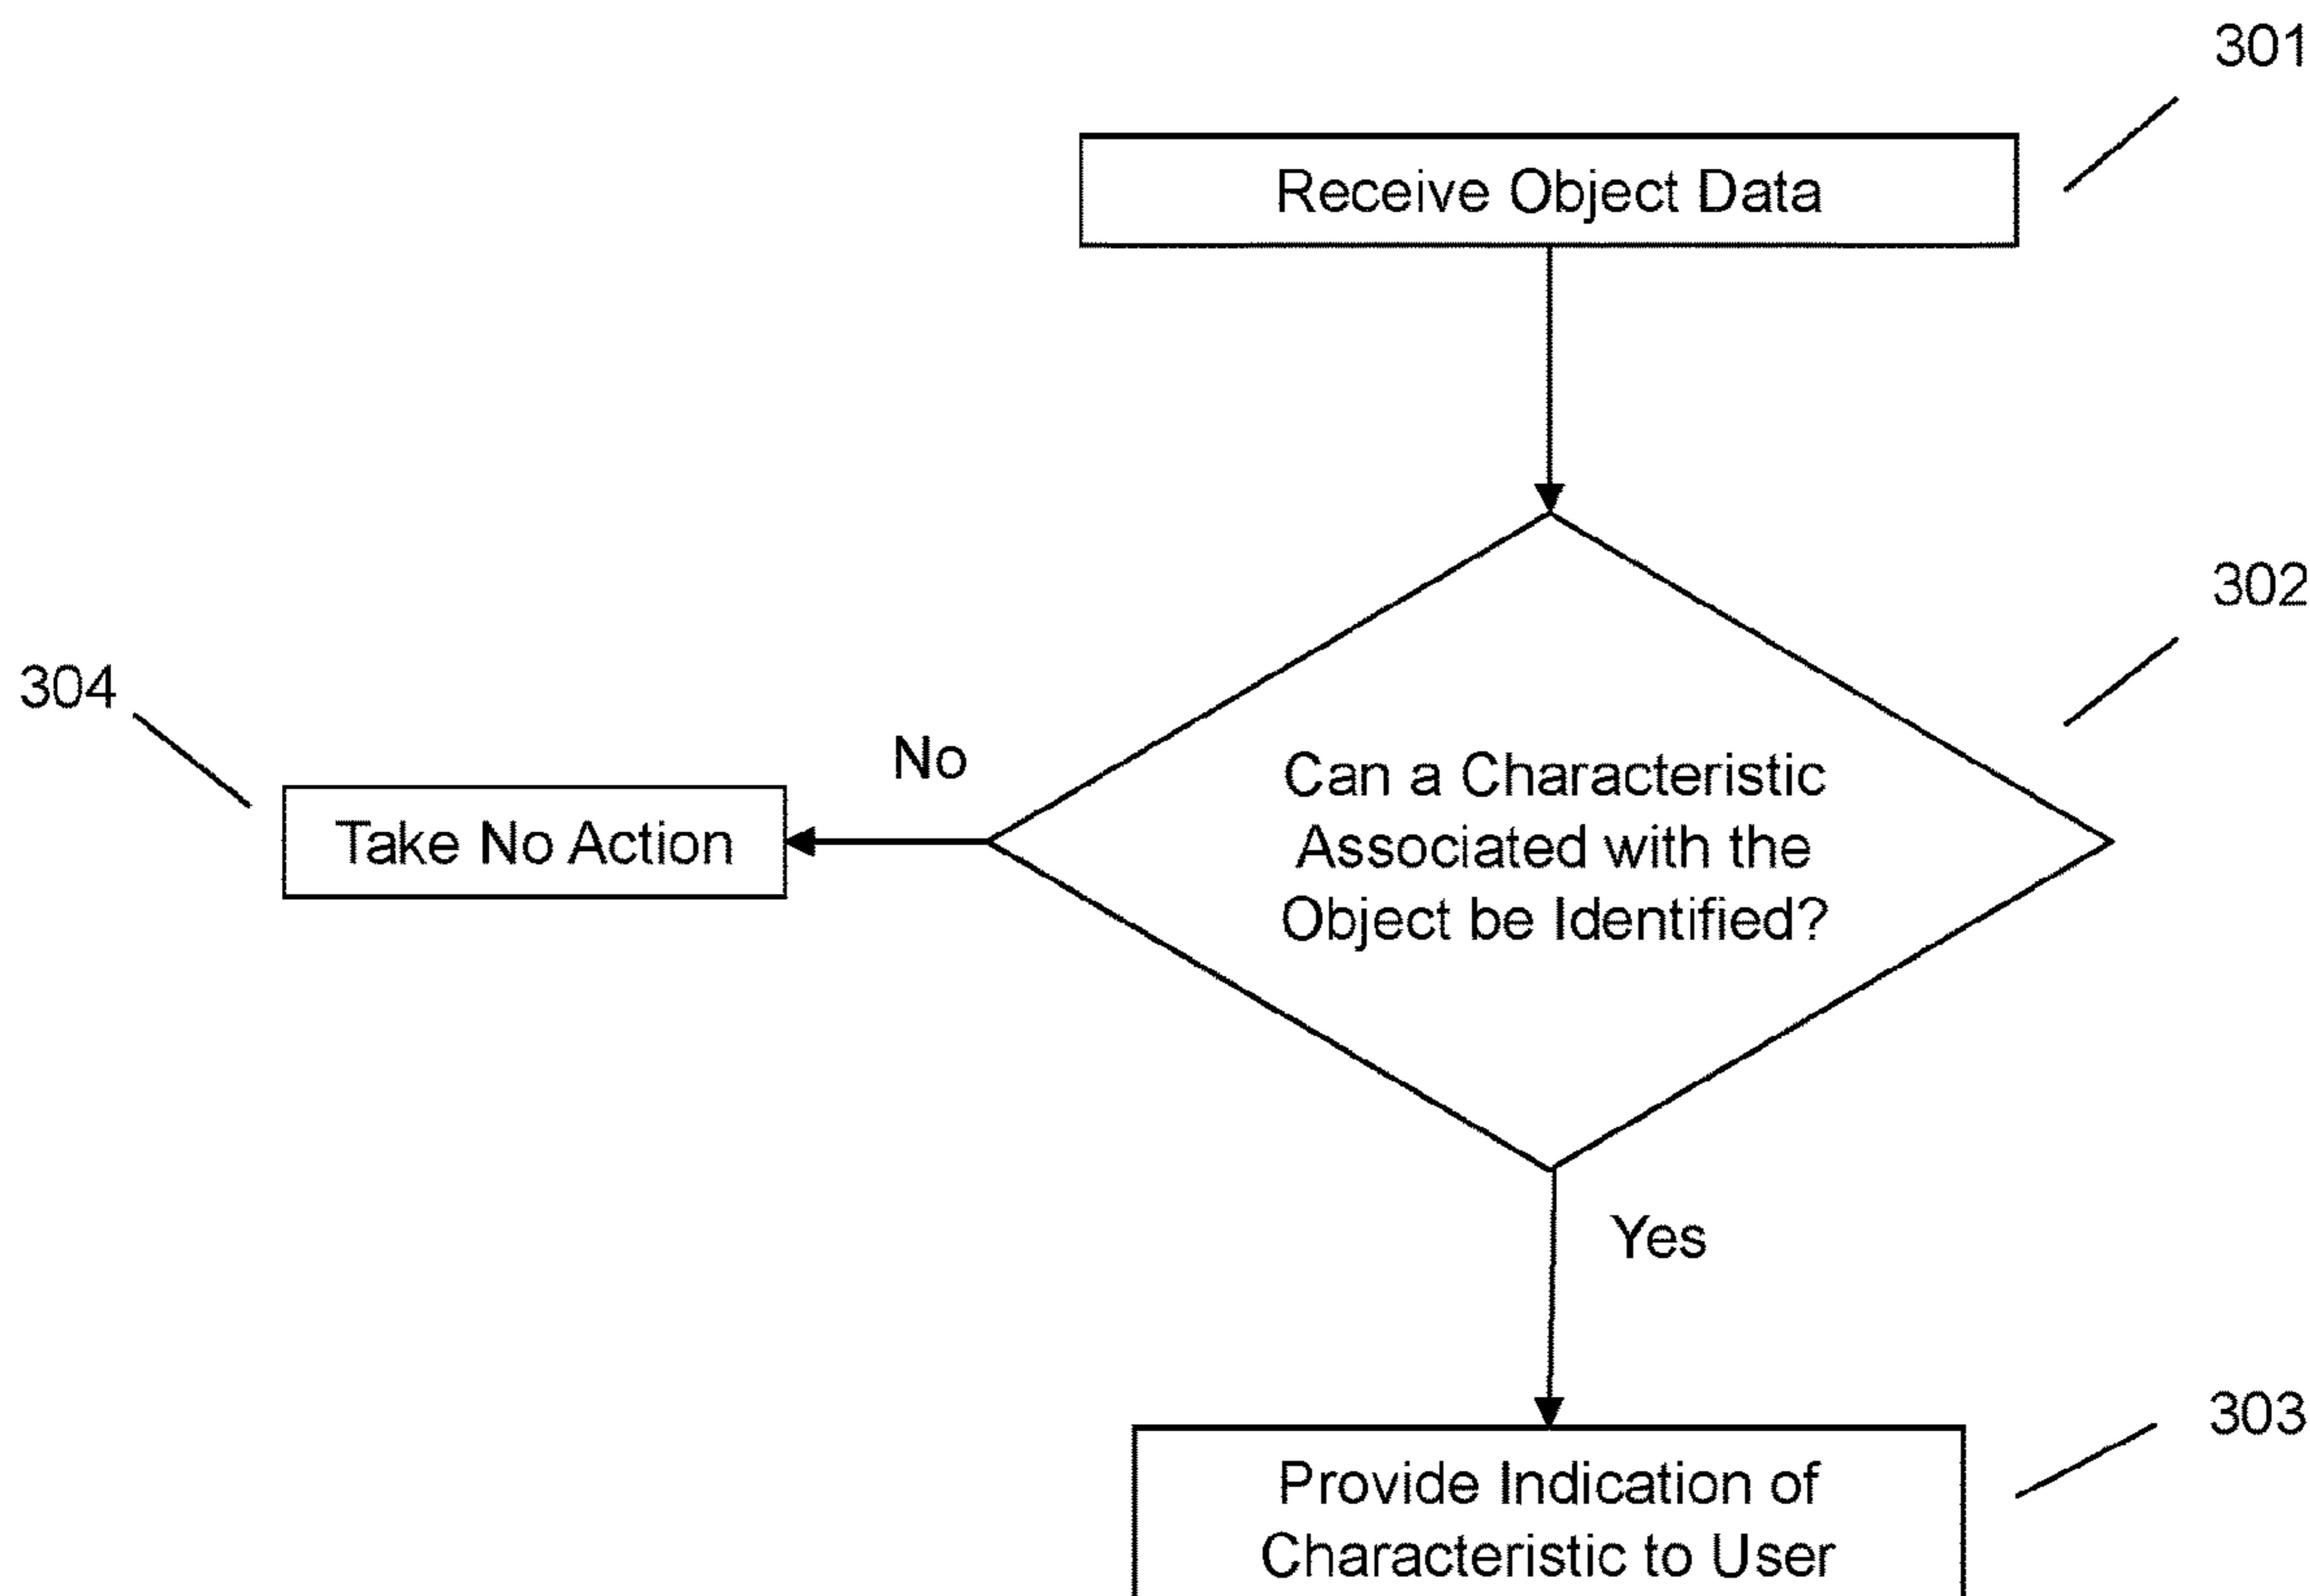 301
Receive Object Data
302
304
No
Can a Characteristic
Take No Action
Associated with the
Object be Identified?
Yes
303
Provide Indication of
Characteristic to User